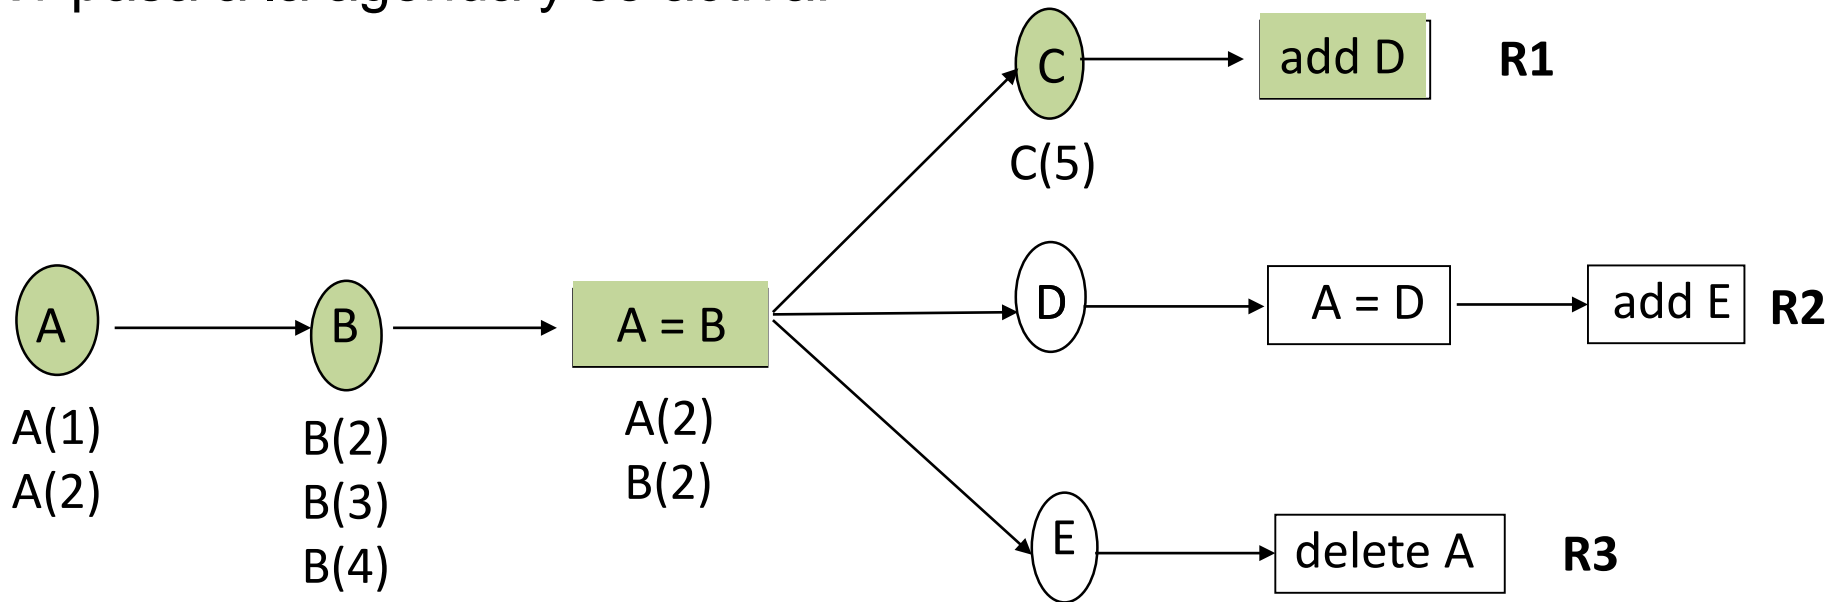 C
add D
R1
C(5)
A
B
A = B
D
A = D
add E
R2
A(1)
A(2)
B(2)
B(3)
B(4)
A(2)
B(2)
E
delete A
R3